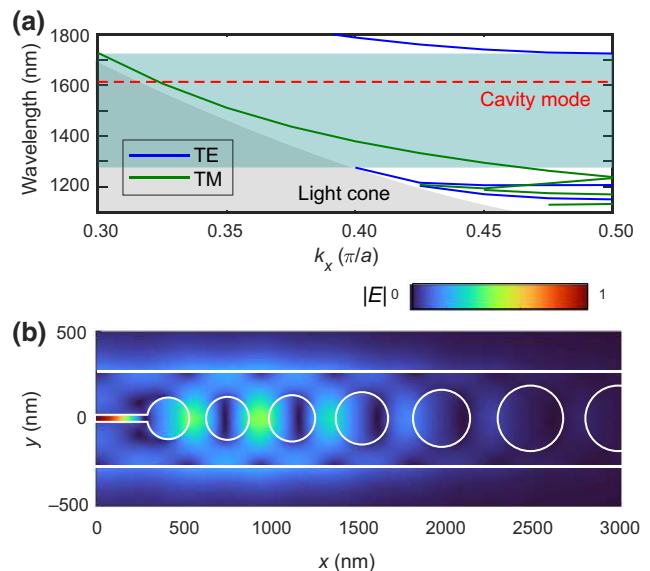 (a)
1800
1600
1400
1200
Wavelength (nm)
Cavity mode
TE
TM
Light cone
0.30 0.35 0.40 0.45 0.50
k_x (π/a)
|E| 0 1
(b)
500
0
–500
y (nm)
0 500 1000 1500 2000 2500 3000
x (nm)